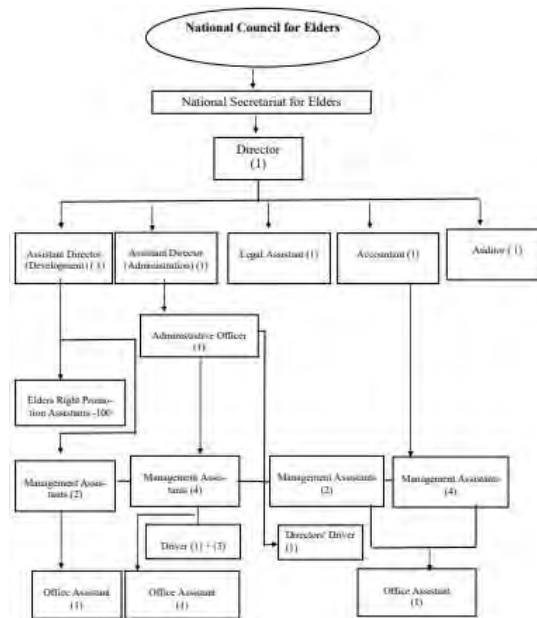 National Council for Elders
National Secretariat for Elders
Director
(1)
Assistant Director
(Development) ( 1)
Assistant Director
(Administration) (1)
Legal Assistant (1)
Accountant (1)
Auditor ( 1)
Administrative Officer
(1)
Elders Right Promo-
tion Assistants -100
Management Assis-
tants (2)
Management Assis-
tants (4)
Management Assistants
(2)
Management Assistants
(4)
Driver (1) + (3)
Directors' Driver
(1)
Office Assistant
(1)
Office Assistant
(1)
Office Assistant
(1)